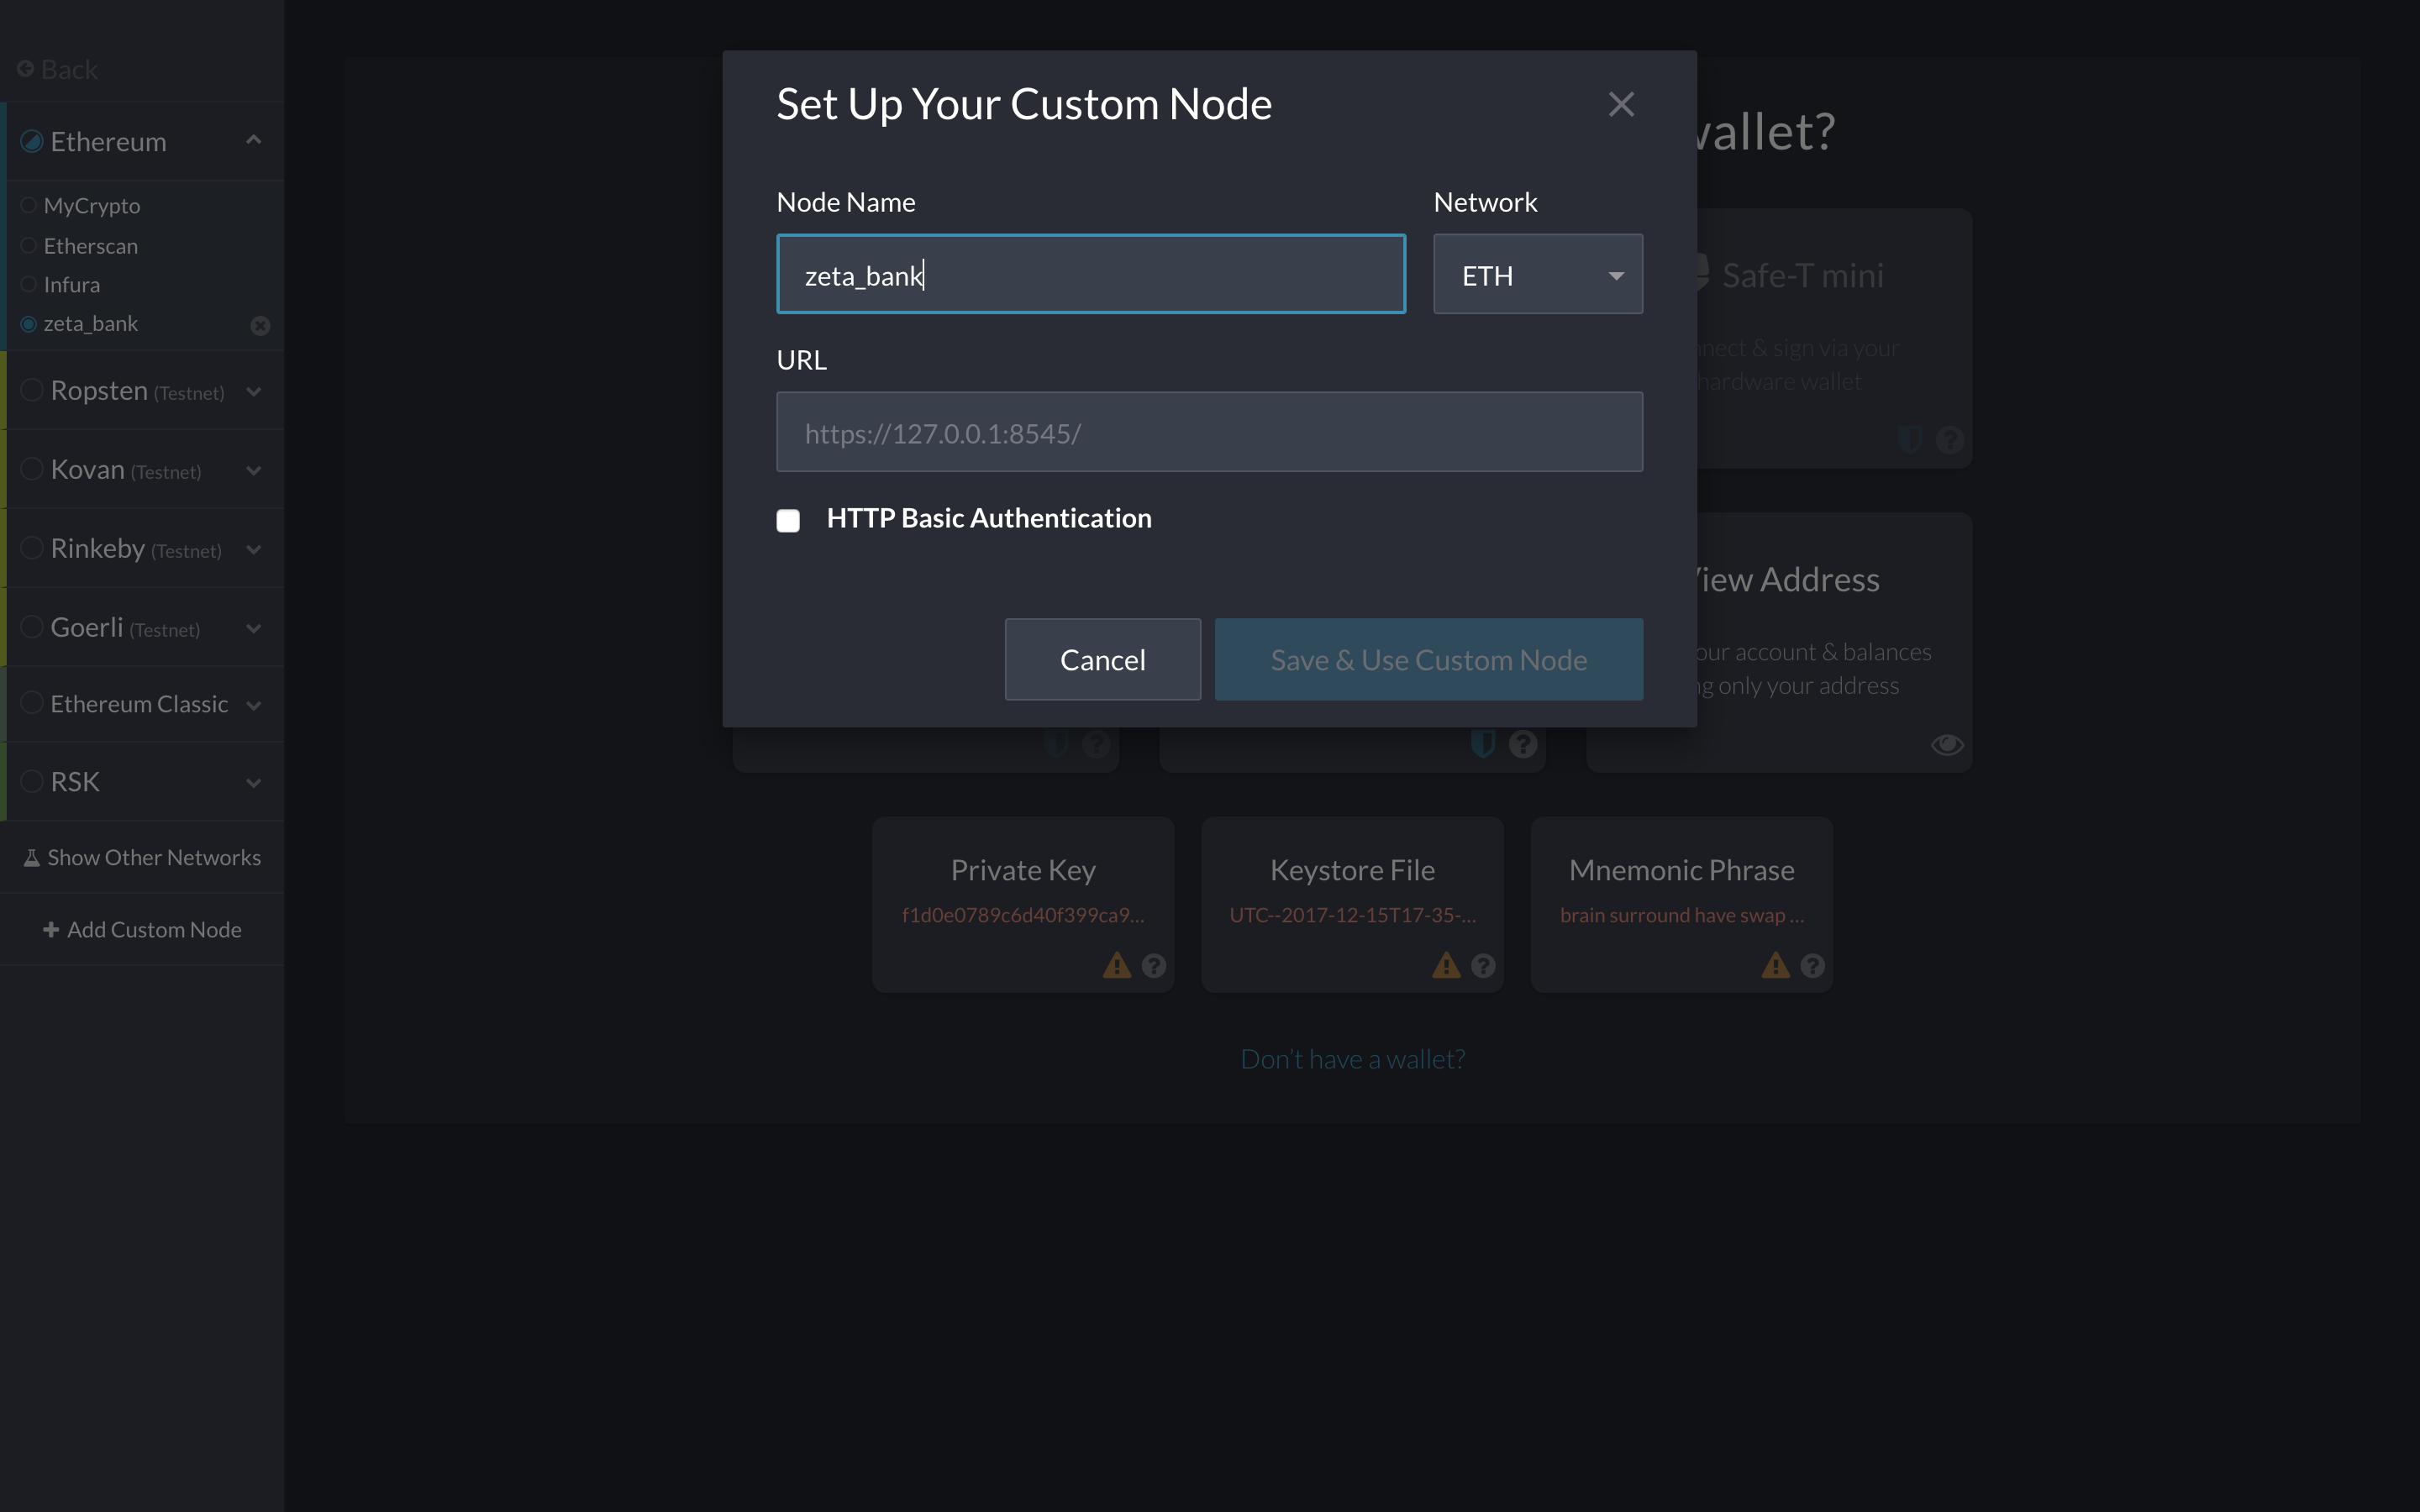 Back
Ethereum
MyCrypto
Etherscan
Infura
zeta_bank
Ropsten (Testnet)
Kovan (Testnet)
Rinkeby (Testnet)
Goerli (Testnet)
Ethereum Classic
RSK
Show Other Networks
Add Custom Node
Set Up Your Custom Node
Node Name
Network
zeta_bank
ETH
URL
https://127.0.0.1:8545/
HTTP Basic Authentication
Cancel
Save & Use Custom Node
wallet?
Safe-T mini
nnect & sign via your
hardware wallet
View Address
our account & balances
ng only your address
Private Key
f1d0e0789c6d40f399ca9...
Keystore File
UTC--2017-12-15T17-35-...
Mnemonic Phrase
brain surround have swap ...
Don't have a wallet?